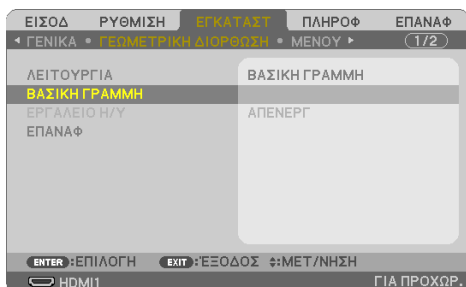 ΕΙΣΟΔ ΡΥΘΜΙΣΗ ΕΓΚΑΤΑΣΤ ΠΛΗΡΟΦ ΕΠΑΝΑΦ
ΓΕΝΙΚΑ • ΓΕΩΜΕΤΡΙΚΗ ΔΙΟΡΘΩΣΗ • ΜΕΝΟΥ (1/2)
ΛΕΙΤΟΥΡΓΙΑ ΒΑΣΙΚΗ ΓΡΑΜΜΗ
ΒΑΣΙΚΗ ΓΡΑΜΜΗ
ΕΡΓΑΛΕΙΟ Η/Υ ΑΠΕΝΕΡΓ
ΕΠΑΝΑΦ
ENTER :ΕΠΙΛΟΓΗ EXIT :ΈΞΟΔΟΣ :ΜΕΤ/ΝΗΣΗ
HDMI1 ΓΙΑ ΠΡΟΧΩΡ.